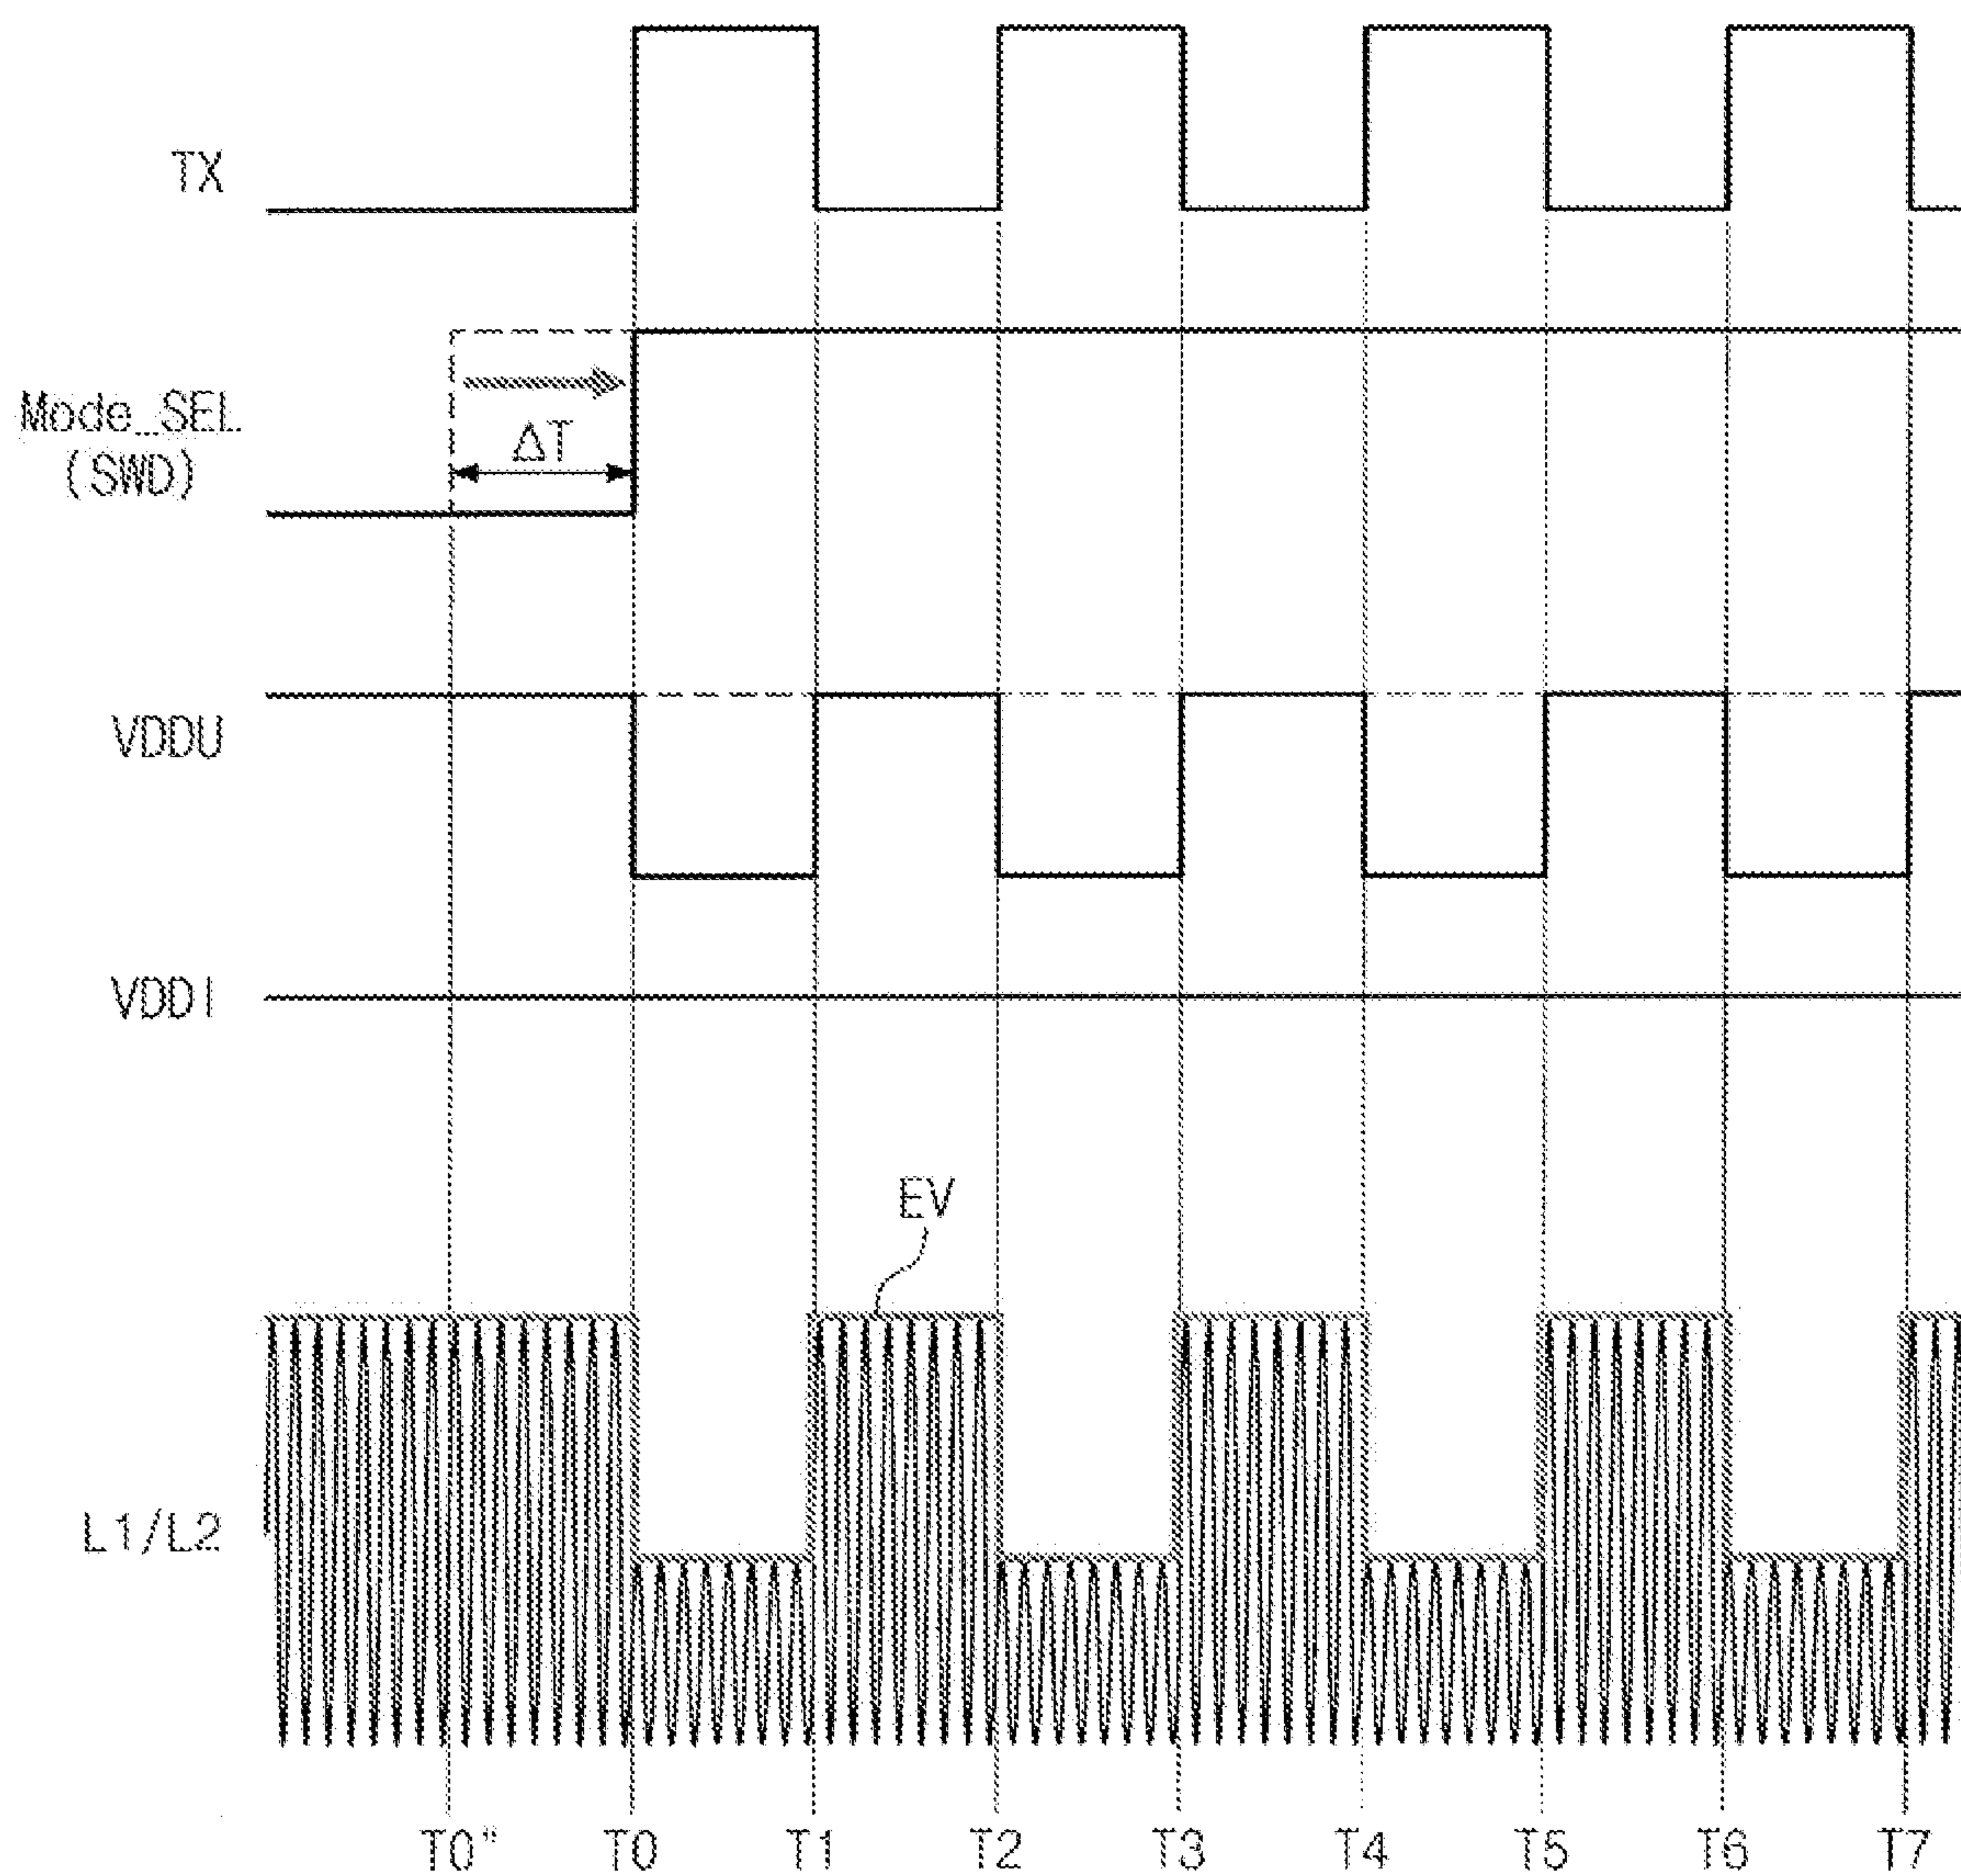 TX
Mode_SEL
(SWD)
ΔT
VDDU
VDDI
EV
L1/L2
T0" T0 T1 T2 T3 T4 T5 T6 T7